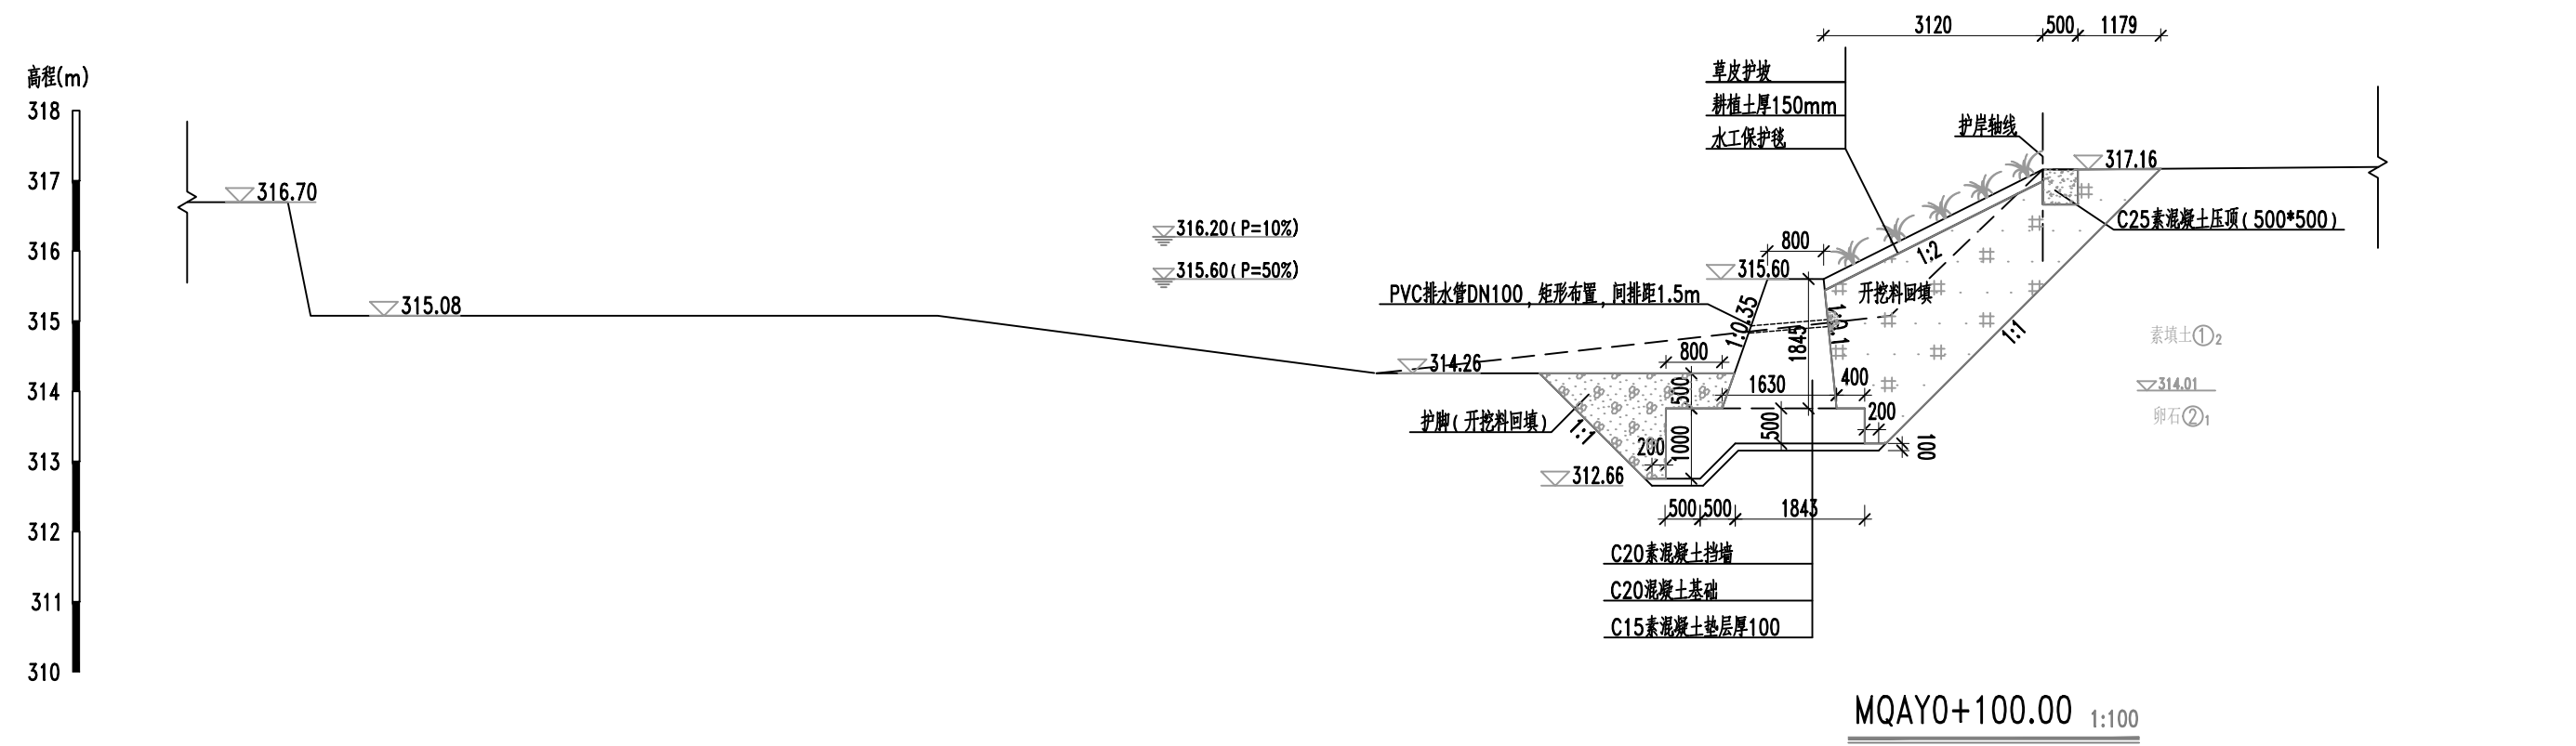 高程(m)
318
317
316
315
314
313
312
311
310
316.70
315.08
316.20(P=10%)
315.60(P=50%)
314.26
3120
500
1179
草皮护坡
耕植土厚150mm
水工保护毯
护岸轴线
317.16
C25素混凝土压顶(500*500)
800
315.60
1:2
开挖料回填
PVC排水管DN100,矩形布置,间排距1.5m
1:0.35
1845
1:0.1
1:1
800
500
1630
400
200
护脚(开挖料回填)
1:1
200
1000
500
100
312.66
500
500
1843
C20素混凝土挡墙
C20混凝土基础
C15素混凝土垫层厚100
素填土①2
314.01
卵石②1
MQAY0+100.00 1:100